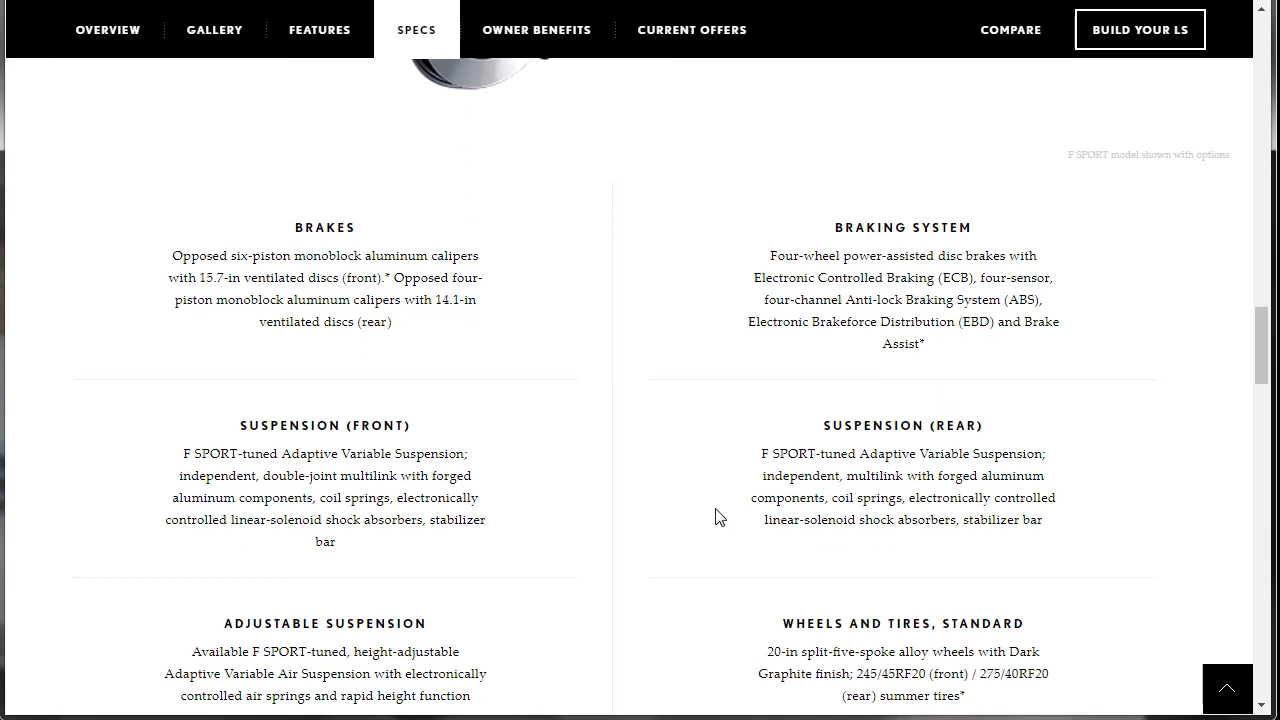 OVERVIEW GALLERY FEATURES SPECS OWNER BENEFITS CURRENT OFFERS COMPARE BUILD YOUR LS
F SPORT model shown with options
BRAKES
Opposed six-piston monoblock aluminum calipers
with 15.7-in ventilated discs (front).* Opposed four-
piston monoblock aluminum calipers with 14.1-in
ventilated discs (rear)
BRAKING SYSTEM
Four-wheel power-assisted disc brakes with
Electronic Controlled Braking (ECB), four-sensor,
four-channel Anti-lock Braking System (ABS),
Electronic Brakeforce Distribution (EBD) and Brake
Assist*
SUSPENSION (FRONT)
F SPORT-tuned Adaptive Variable Suspension;
independent, double-joint multilink with forged
aluminum components, coil springs, electronically
controlled linear-solenoid shock absorbers, stabilizer
bar
SUSPENSION (REAR)
F SPORT-tuned Adaptive Variable Suspension;
independent, multilink with forged aluminum
components, coil springs, electronically controlled
linear-solenoid shock absorbers, stabilizer bar
ADJUSTABLE SUSPENSION
Available F SPORT-tuned, height-adjustable
Adaptive Variable Air Suspension with electronically
controlled air springs and rapid height function
WHEELS AND TIRES, STANDARD
20-in split-five-spoke alloy wheels with Dark
Graphite finish; 245/45RF20 (front) / 275/40RF20
(rear) summer tires*